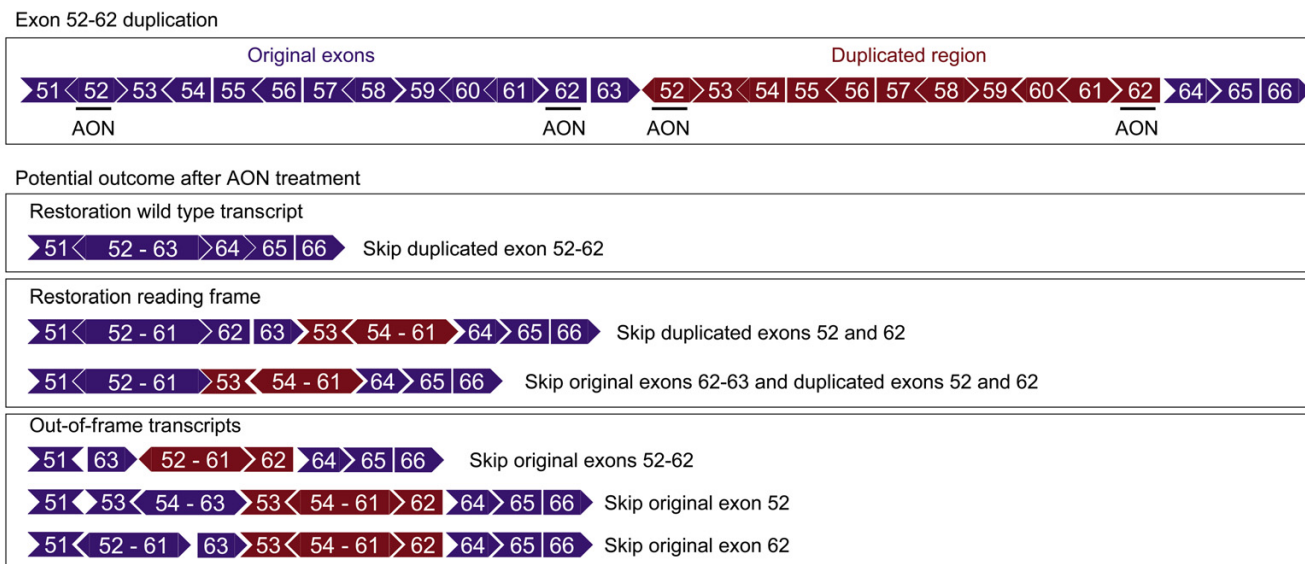 Exon 52-62 duplication
Original exons Duplicated region
51 52 53 54 55 56 57 58 59 60 61 62 63 52 53 54 55 56 57 58 59 60 61 62 64 65 66
AON AON AON AON
Potential outcome after AON treatment
Restoration wild type transcript
51 52 - 63 64 65 66 Skip duplicated exon 52-62
Restoration reading frame
51 52 - 61 62 63 53 54 - 61 64 65 66 Skip duplicated exons 52 and 62
51 52 - 61 53 54 - 61 64 65 66 Skip original exons 62-63 and duplicated exons 52 and 62
Out-of-frame transcripts
51 63 52 - 61 62 64 65 66 Skip original exons 52-62
51 53 54 - 63 53 54 - 61 62 64 65 66 Skip original exon 52
51 52 - 61 63 53 54 - 61 62 64 65 66 Skip original exon 62